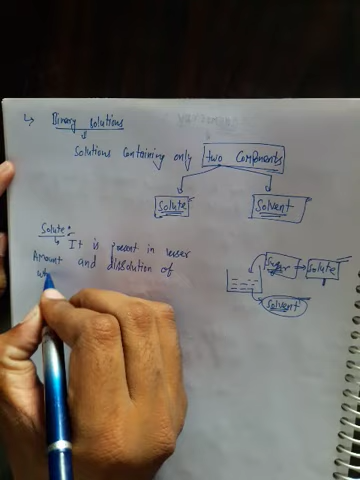 ↳ Binary solutions
Solutions containing only two components
Solute Solvent
Solute:
↳ It is present in lesser
Amount and dissolution of
wh
Sugar → Solute
Solvent